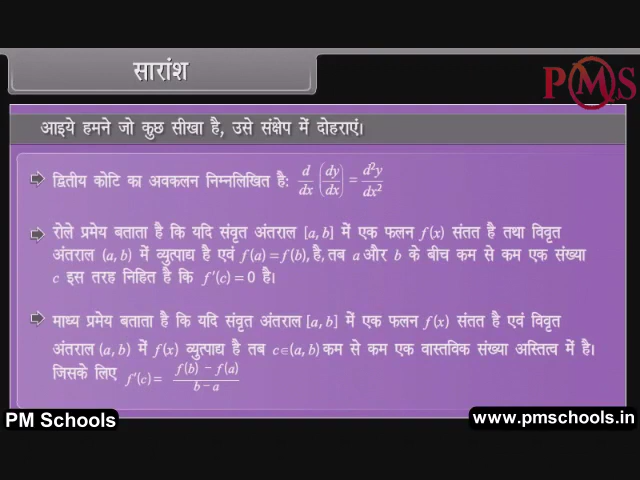 सारांश
PMS
आइये हमने जो कुछ सीखा है, उसे संक्षेप में दोहराएं।
द्वितीय कोटि का अवकलन निम्नलिखित है: d/dx (dy/dx) = d²y/dx²
रोले प्रमेय बताता है कि यदि संवृत अंतराल [a, b] में एक फलन f(x) संतत है तथा विवृत
अंतराल (a, b) में व्युत्पाद्य है एवं f(a) = f(b), है, तब a और b के बीच कम से कम एक संख्या
c इस तरह निहित है कि f'(c) = 0 है।
माध्य प्रमेय बताता है कि यदि संवृत अंतराल [a, b] में एक फलन f(x) संतत है एवं विवृत
अंतराल (a, b) में f(x) व्युत्पाद्य है तब c∈(a, b) कम से कम एक वास्तविक संख्या अस्तित्व में है।
जिसके लिए f'(c) = f(b) – f(a) / b – a
PM Schools
www.pmschools.in